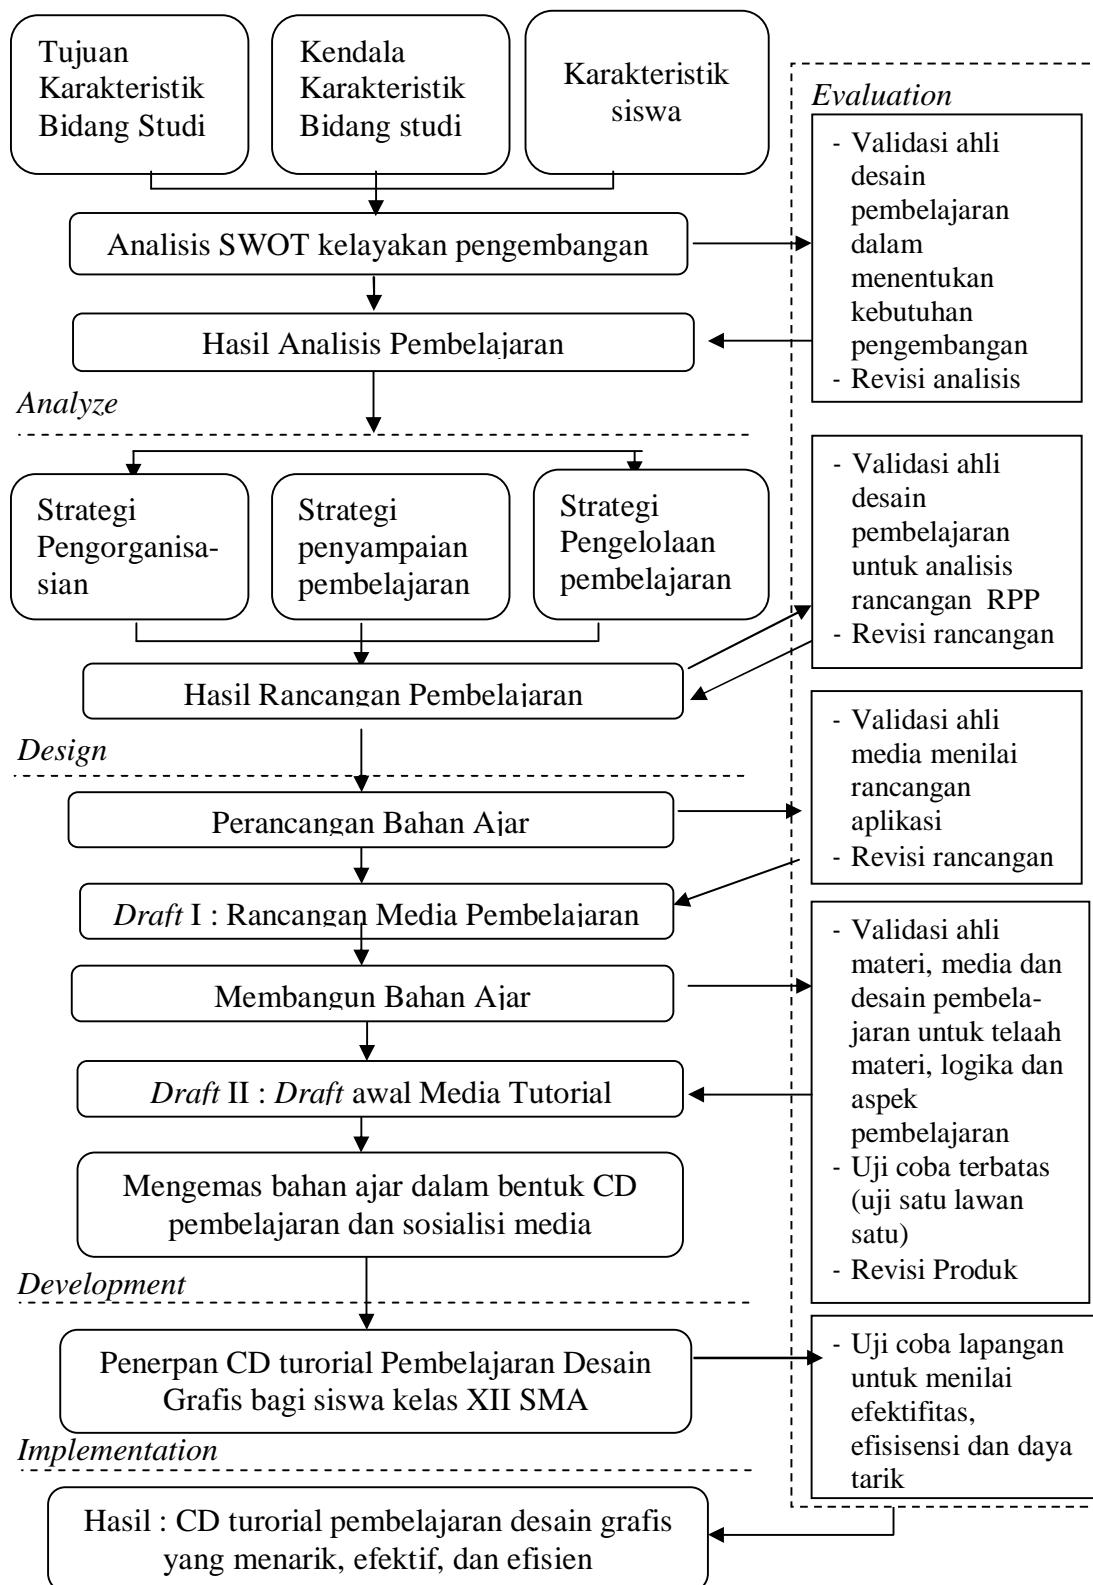 Tujuan
Karakteristik
Bidang Studi
Kendala
Karakteristik
Bidang studi
Karakteristik
siswa
Analisis SWOT kelayakan pengembangan
Hasil Analisis Pembelajaran
Analyze
Strategi
Pengorganisa-
sian
Strategi
penyampaian
pembelajaran
Strategi
Pengelolaan
pembelajaran
Hasil Rancangan Pembelajaran
Design
Perancangan Bahan Ajar
Draft I : Rancangan Media Pembelajaran
Membangun Bahan Ajar
Draft II : Draft awal Media Tutorial
Mengemas bahan ajar dalam bentuk CD
pembelajaran dan sosialisi media
Development
Penerpan CD turorial Pembelajaran Desain
Grafis bagi siswa kelas XII SMA
Implementation
Hasil : CD turorial pembelajaran desain grafis
yang menarik, efektif, dan efisien
Evaluation
- Validasi ahli
desain
pembelajaran
dalam
menentukan
kebutuhan
pengembangan
- Revisi analisis
- Validasi ahli
desain
pembelajaran
untuk analisis
rancangan RPP
- Revisi rancangan
- Validasi ahli
media menilai
rancangan
aplikasi
- Revisi rancangan
- Validasi ahli
materi, media dan
desain pembela-
jaran untuk telaah
materi, logika dan
aspek
pembelajaran
- Uji coba terbatas
(uji satu lawan
satu)
- Revisi Produk
- Uji coba lapangan
untuk menilai
efektifitas,
efisisensi dan daya
tarik